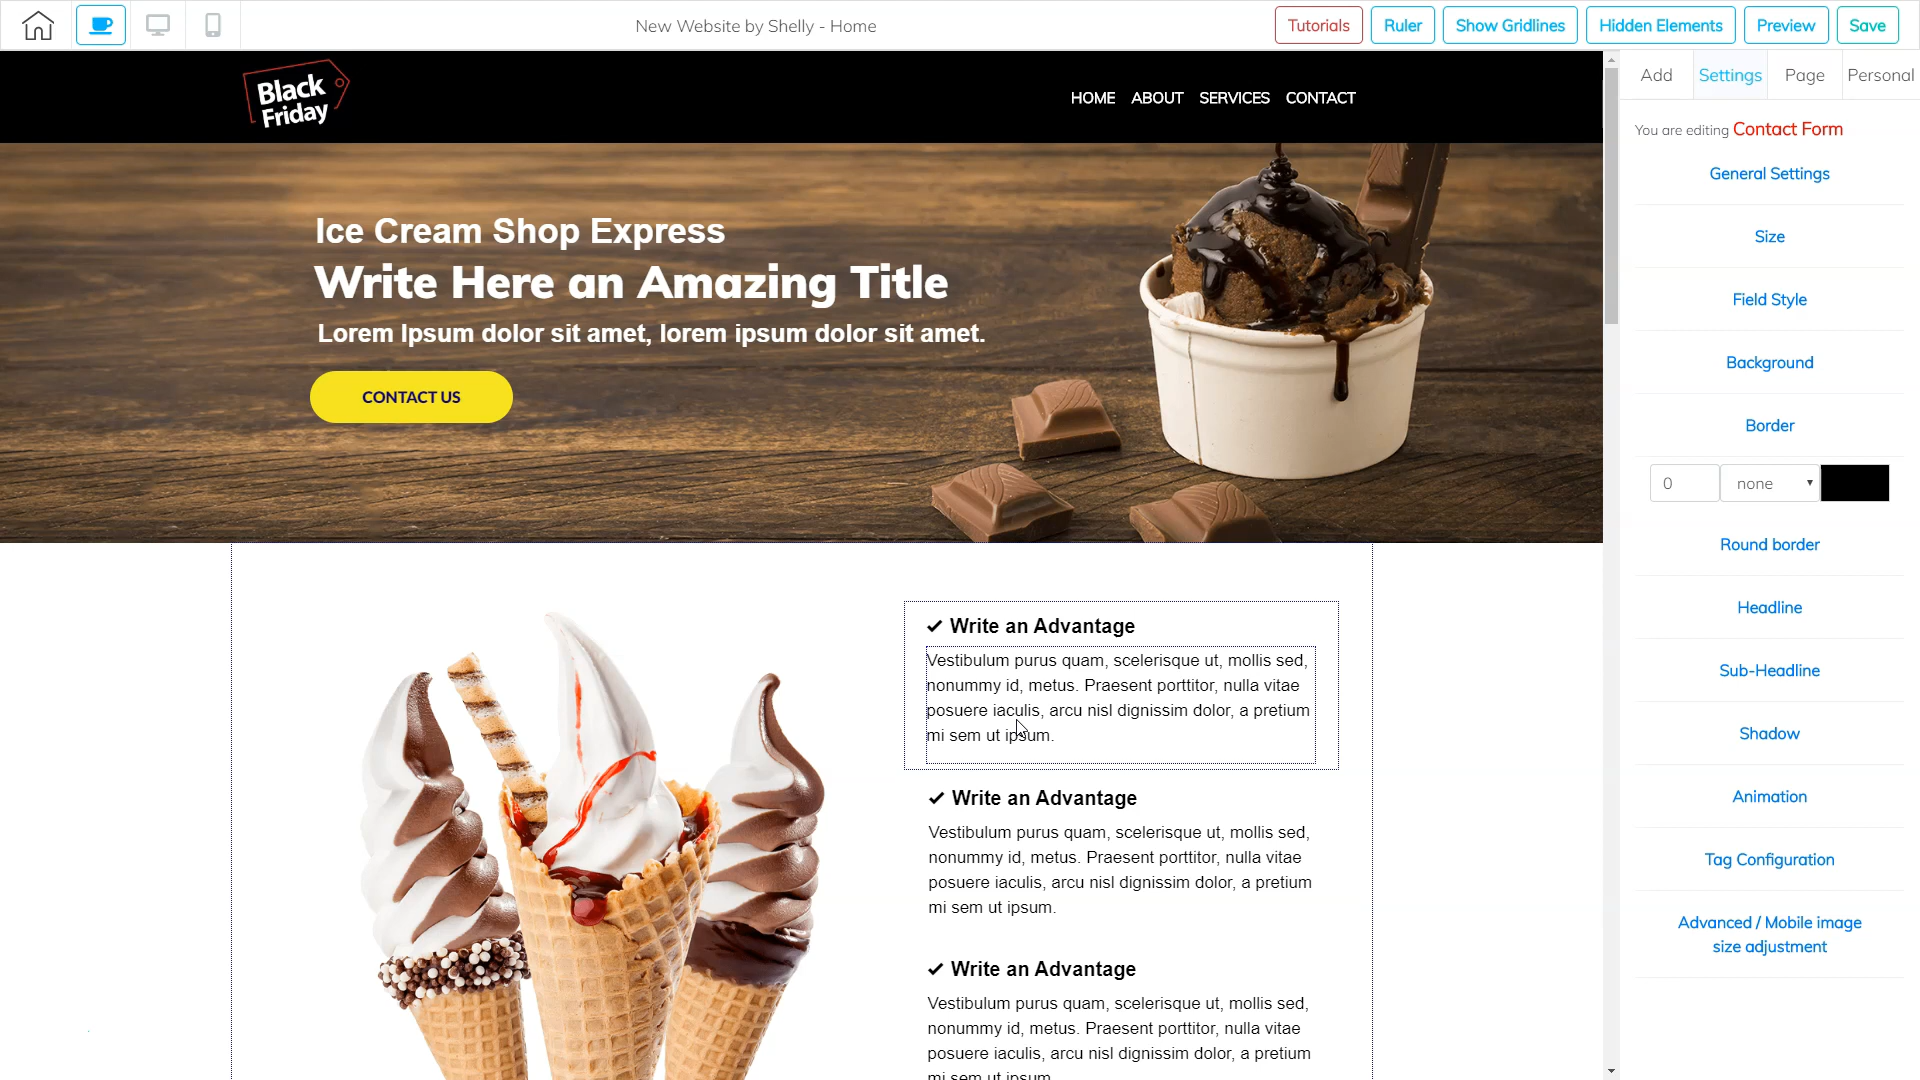 New Website by Shelly - Home
Tutorials
Ruler
Show Gridlines
Hidden Elements
Preview
Save
Black
Friday
HOME ABOUT SERVICES CONTACT
Add
Settings
Page
Personal
You are editing Contact Form
General Settings
Size
Field Style
Background
Border
0
none
Round border
Headline
Sub-Headline
Shadow
Animation
Tag Configuration
Advanced / Mobile image
size adjustment
Ice Cream Shop Express
Write Here an Amazing Title
Lorem Ipsum dolor sit amet, lorem ipsum dolor sit amet.
CONTACT US
Write an Advantage
Vestibulum purus quam, scelerisque ut, mollis sed,
nonummy id, metus. Praesent porttitor, nulla vitae
posuere iaculis, arcu nisl dignissim dolor, a pretium
mi sem ut ipsum.
Write an Advantage
Vestibulum purus quam, scelerisque ut, mollis sed,
nonummy id, metus. Praesent porttitor, nulla vitae
posuere iaculis, arcu nisl dignissim dolor, a pretium
mi sem ut ipsum.
Write an Advantage
Vestibulum purus quam, scelerisque ut, mollis sed,
nonummy id, metus. Praesent porttitor, nulla vitae
posuere iaculis, arcu nisl dignissim dolor, a pretium
mi sem ut ipsum.